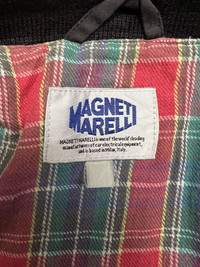 MAGNETI
MARELLI
MAGNETI MARELLI is one of the world leading
manufacturers of car electrical equipment,
and is based in Milan, Italy.